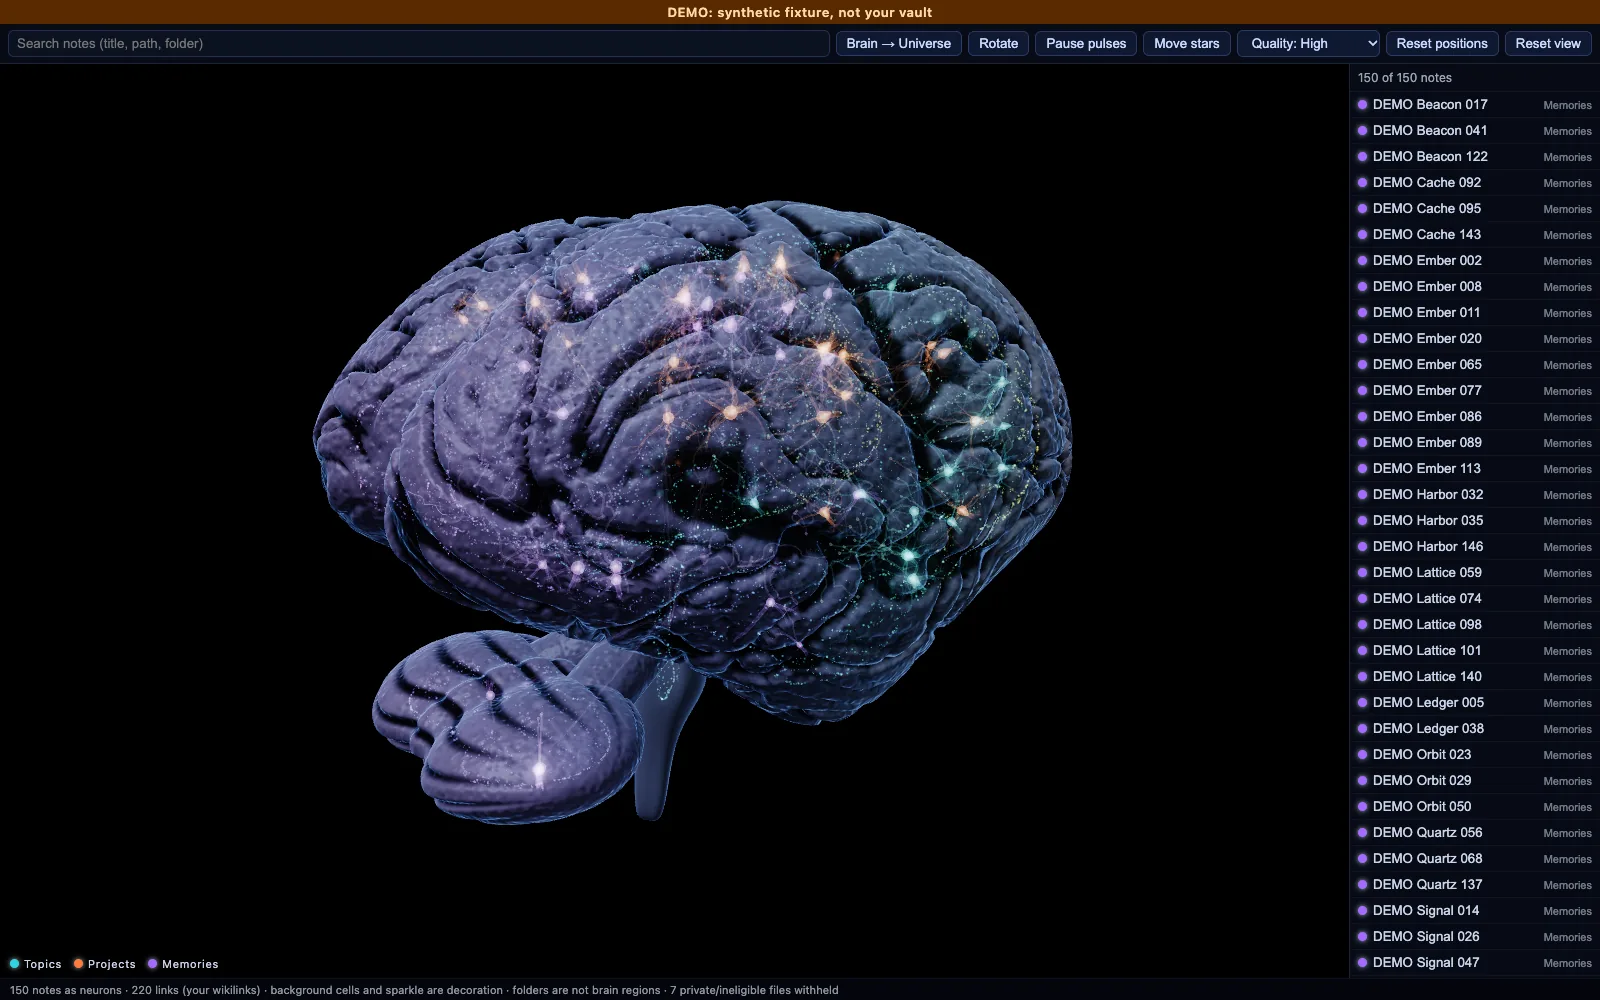 DEMO: synthetic fixture, not your vault
Search notes (title, path, folder)
Brain → Universe
Rotate
Pause pulses
Move stars
Quality: High
Reset positions
Reset view
150 of 150 notes
DEMO Beacon 017 Memories
DEMO Beacon 041 Memories
DEMO Beacon 122 Memories
DEMO Cache 092 Memories
DEMO Cache 095 Memories
DEMO Cache 143 Memories
DEMO Ember 002 Memories
DEMO Ember 008 Memories
DEMO Ember 011 Memories
DEMO Ember 020 Memories
DEMO Ember 065 Memories
DEMO Ember 077 Memories
DEMO Ember 086 Memories
DEMO Ember 089 Memories
DEMO Ember 113 Memories
DEMO Harbor 032 Memories
DEMO Harbor 035 Memories
DEMO Harbor 146 Memories
DEMO Lattice 059 Memories
DEMO Lattice 074 Memories
DEMO Lattice 098 Memories
DEMO Lattice 101 Memories
DEMO Lattice 140 Memories
DEMO Ledger 005 Memories
DEMO Ledger 038 Memories
DEMO Orbit 023 Memories
DEMO Orbit 029 Memories
DEMO Orbit 050 Memories
DEMO Quartz 056 Memories
DEMO Quartz 068 Memories
DEMO Quartz 137 Memories
DEMO Signal 014 Memories
DEMO Signal 026 Memories
DEMO Signal 047 Memories
Topics Projects Memories
150 notes as neurons · 220 links (your wikilinks) · background cells and sparkle are decoration · folders are not brain regions · 7 private/ineligible files withheld